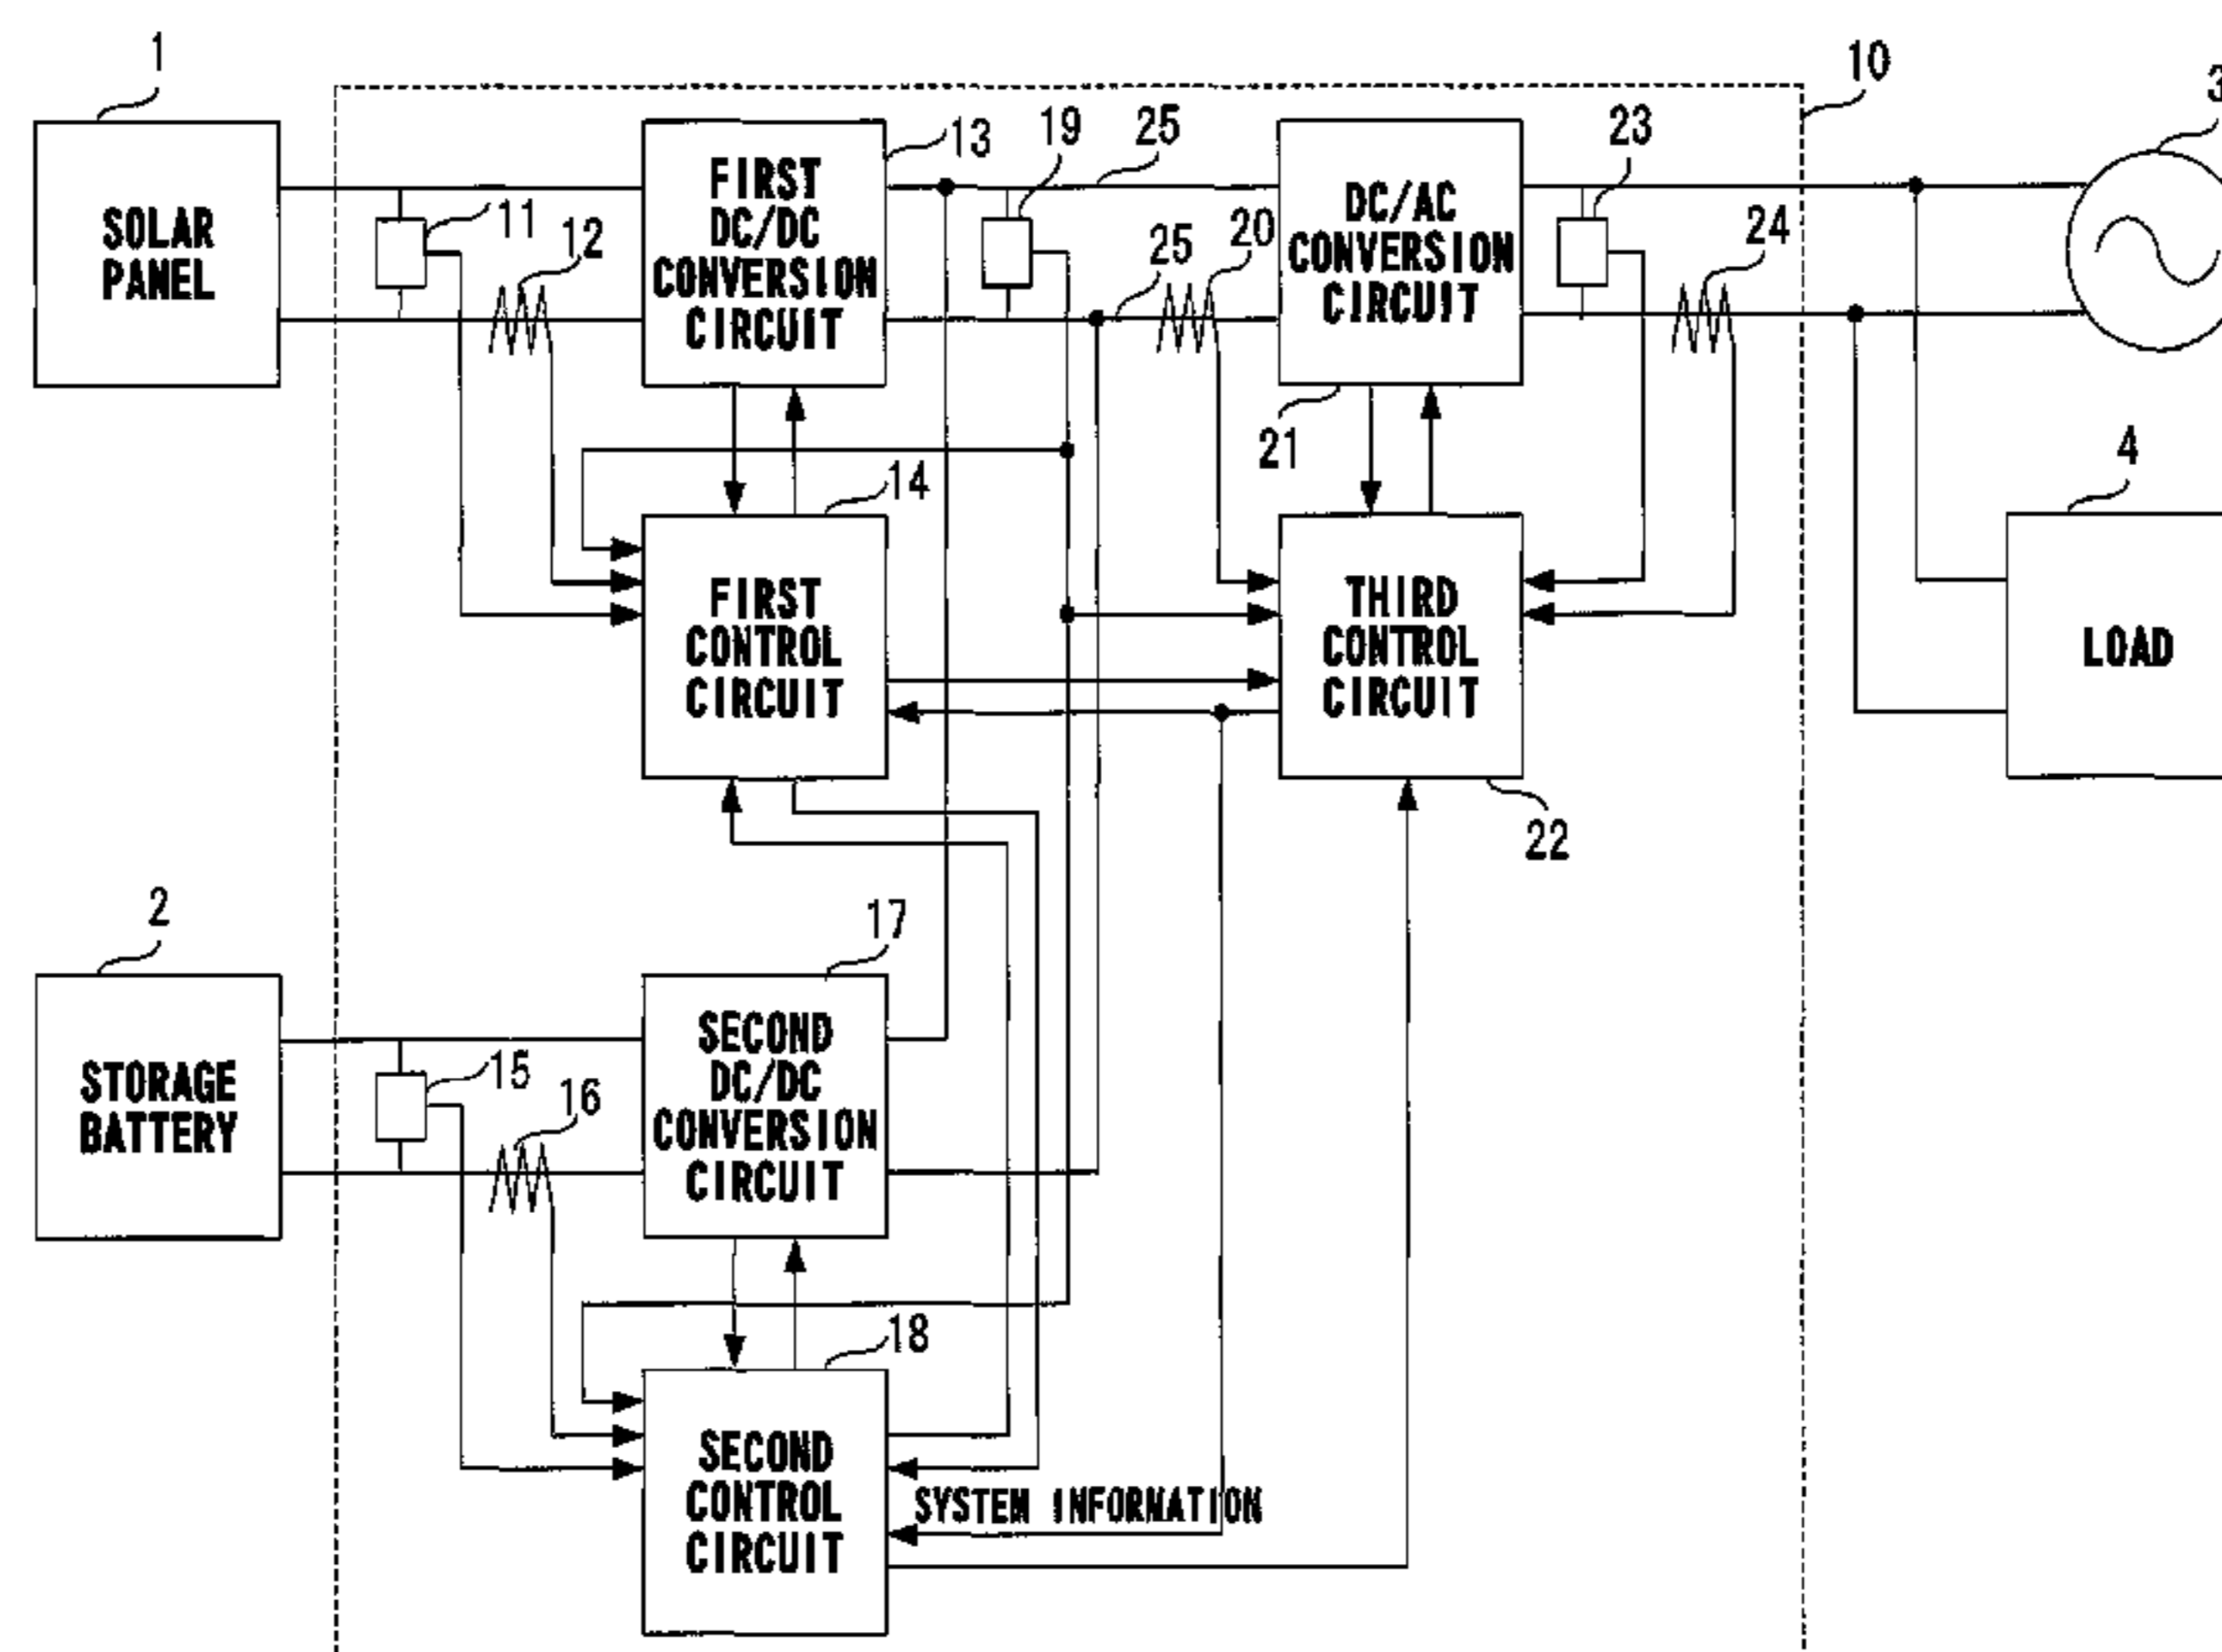 1
10
3
13
19
25
23
SOLAR
PANEL
11
12
FIRST
DC/DC
CONVERSION
CIRCUIT
25
20
DC/AC
CONVERSION
CIRCUIT
24
21
4
14
FIRST
CONTROL
CIRCUIT
THIRD
CONTROL
CIRCUIT
LOAD
22
2
17
STORAGE
BATTERY
15
16
SECOND
DC/DC
CONVERSION
CIRCUIT
18
SECOND
CONTROL
CIRCUIT
SYSTEM INFORMATION